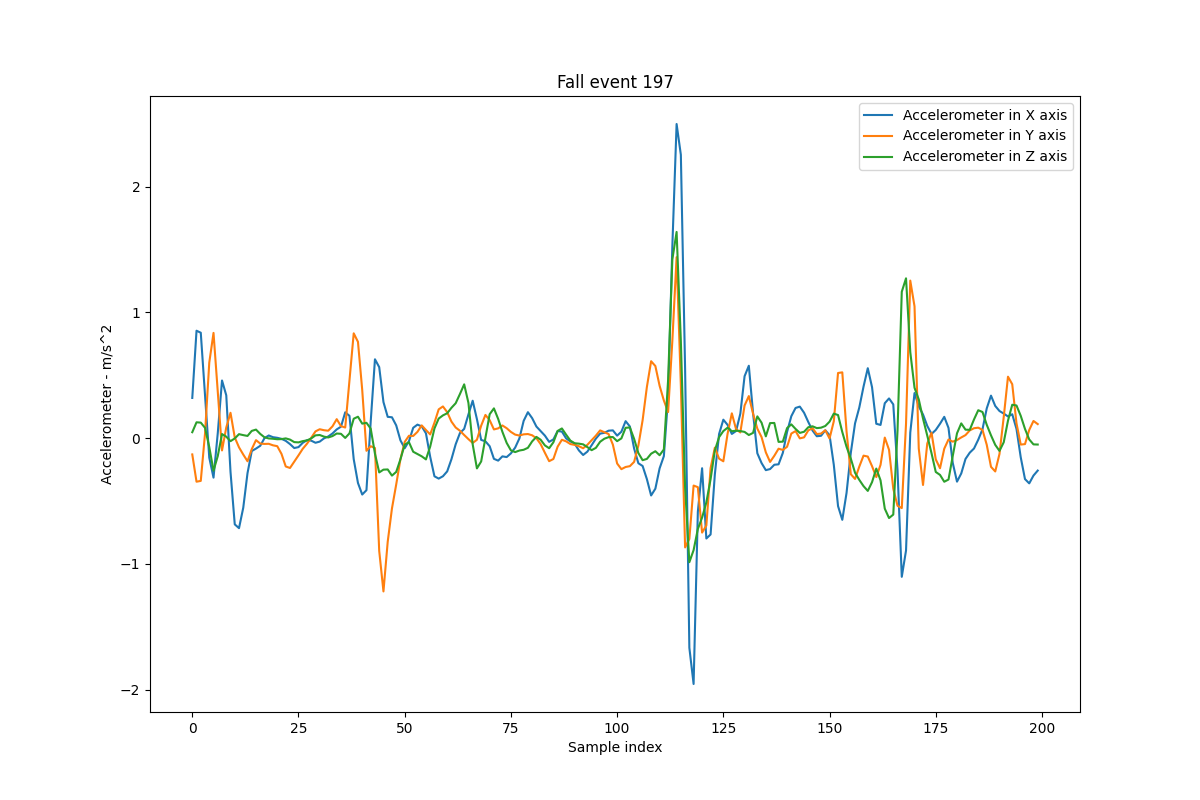 Fall event 197
Accelerometer in X axis
Accelerometer in Y axis
Accelerometer in Z axis
Accelerometer - m/s^2
2
1
0
−1
−2
0 25 50 75 100 125 150 175 200
Sample index